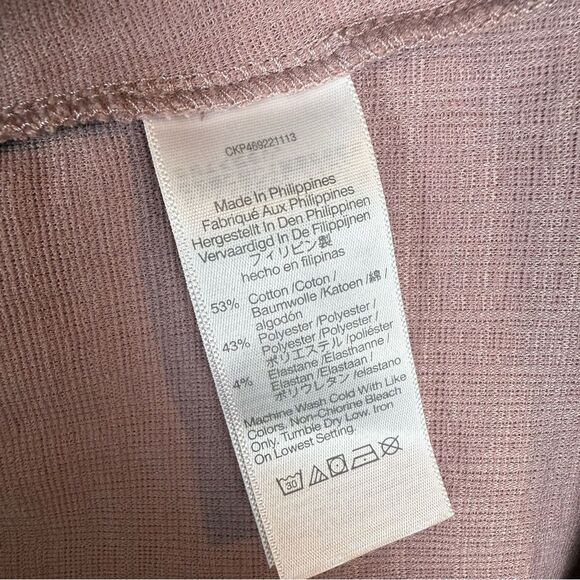 CKP469221113
Made In Philippines
Fabriqué Aux Philippines
Hergestellt In Den Philippinen
Vervaardigd In De Filippijnen
フィリピン製
hecho en filipinas
53% Cotton /Coton /
Baumwolle /Katoen /綿 /
algodón
43% Polyester /Polyester /
Polyester /Polyester /
ポリエステル /poliéster
4% Elastane /Elasthanne /
Elastan /Elastaan /
ポリウレタン /elastano
Machine Wash Cold With Like
Colors. Non-Chlorine Bleach
Only. Tumble Dry Low. Iron
On Lowest Setting.
30